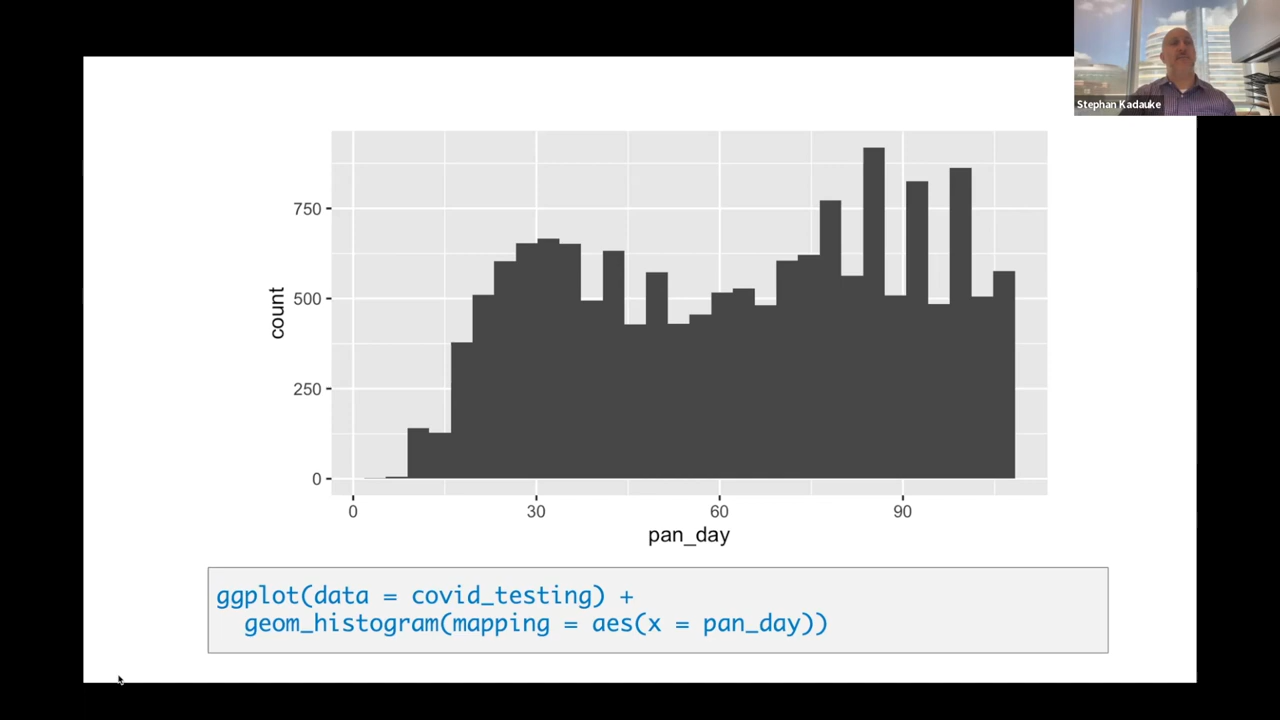 Stephan Kadauke
750
500
250
0
count
0 30 60 90
pan_day
ggplot(data = covid_testing) +
geom_histogram(mapping = aes(x = pan_day))